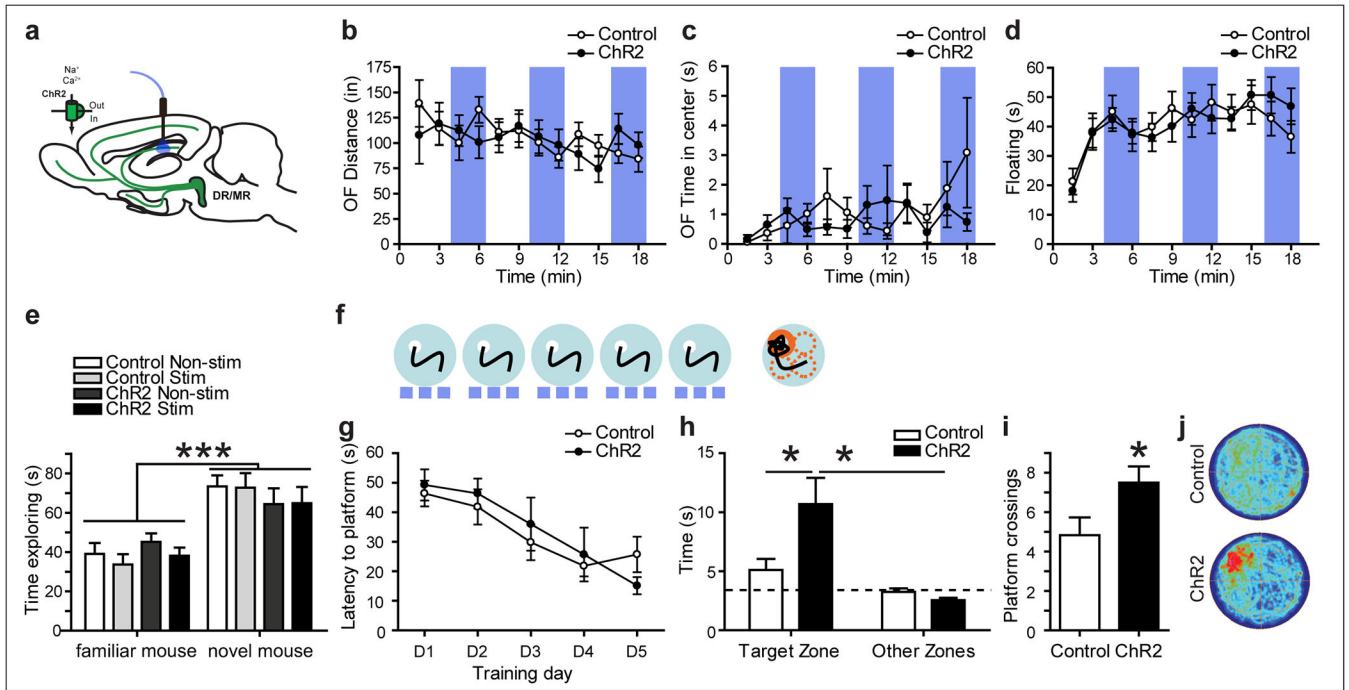 a
Na⁺
Ca²⁺
ChR2
Out
In
DR/MR
b
Control
ChR2
OF Distance (in)
175
150
125
100
75
50
25
0
0 3 6 9 12 15 18
Time (min)
c
Control
ChR2
OF Time in center (s)
6
5
4
3
2
1
0
0 3 6 9 12 15 18
Time (min)
d
Control
ChR2
Floating (s)
60
50
40
30
20
10
0
0 3 6 9 12 15 18
Time (min)
e
Control Non-stim
Control Stim
ChR2 Non-stim
ChR2 Stim
***
Time exploring (s)
80
60
40
20
0
familiar mouse novel mouse
f
g
Control
ChR2
Latency to platform (s)
60
50
40
30
20
10
0
D1 D2 D3 D4 D5
Training day
h
Control
ChR2
* *
Time (s)
15
10
5
0
Target Zone Other Zones
i
*
Platform crossings
8
6
4
2
0
Control ChR2
j
Control
ChR2